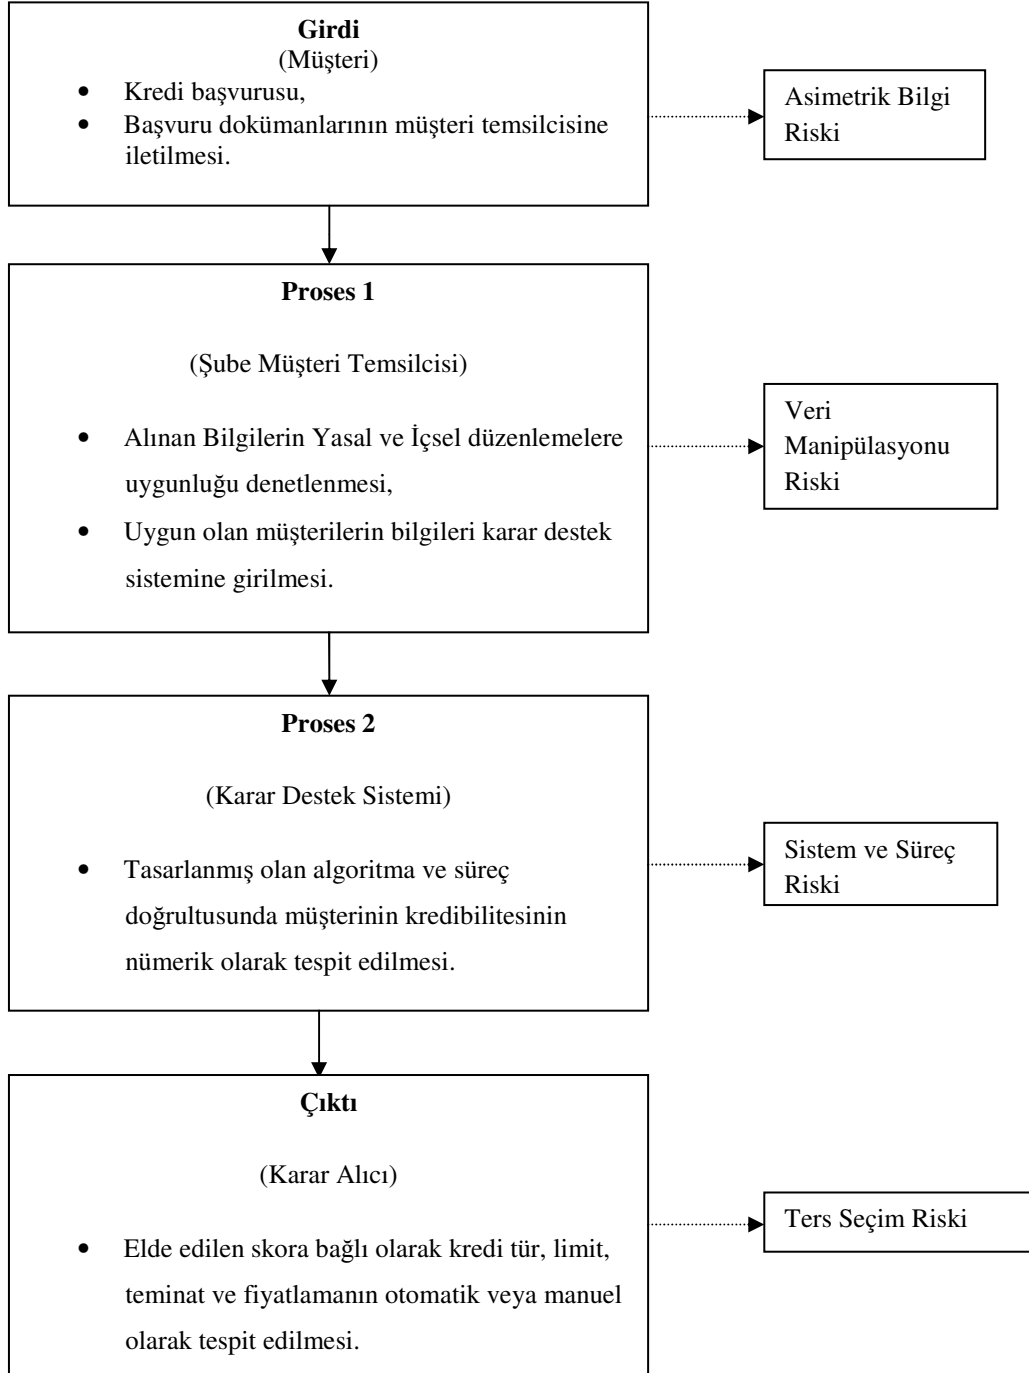 Girdi
(Müşteri)
• Kredi başvurusu,
• Başvuru dokümanlarının müşteri temsilcisine
iletilmesi.
Asimetrik Bilgi
Riski
Proses 1
(Şube Müşteri Temsilcisi)
• Alınan Bilgilerin Yasal ve İçsel düzenlemelere
uygunluğu denetlenmesi,
• Uygun olan müşterilerin bilgileri karar destek
sistemine girilmesi.
Veri
Manipülasyonu
Riski
Proses 2
(Karar Destek Sistemi)
• Tasarlanmış olan algoritma ve süreç
doğrultusunda müşterinin kredibilitesinin
nümerik olarak tespit edilmesi.
Sistem ve Süreç
Riski
Çıktı
(Karar Alıcı)
• Elde edilen skora bağlı olarak kredi tür, limit,
teminat ve fiyatlamanın otomatik veya manuel
olarak tespit edilmesi.
Ters Seçim Riski